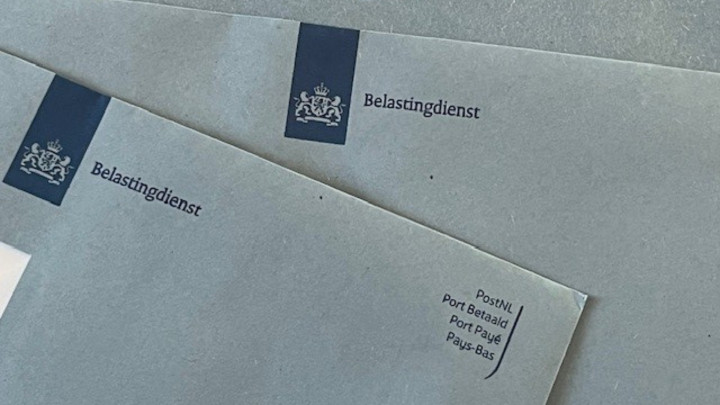 Belastingdienst
Belastingdienst
PostNL
Port Betaald
Port Payé
Pays-Bas